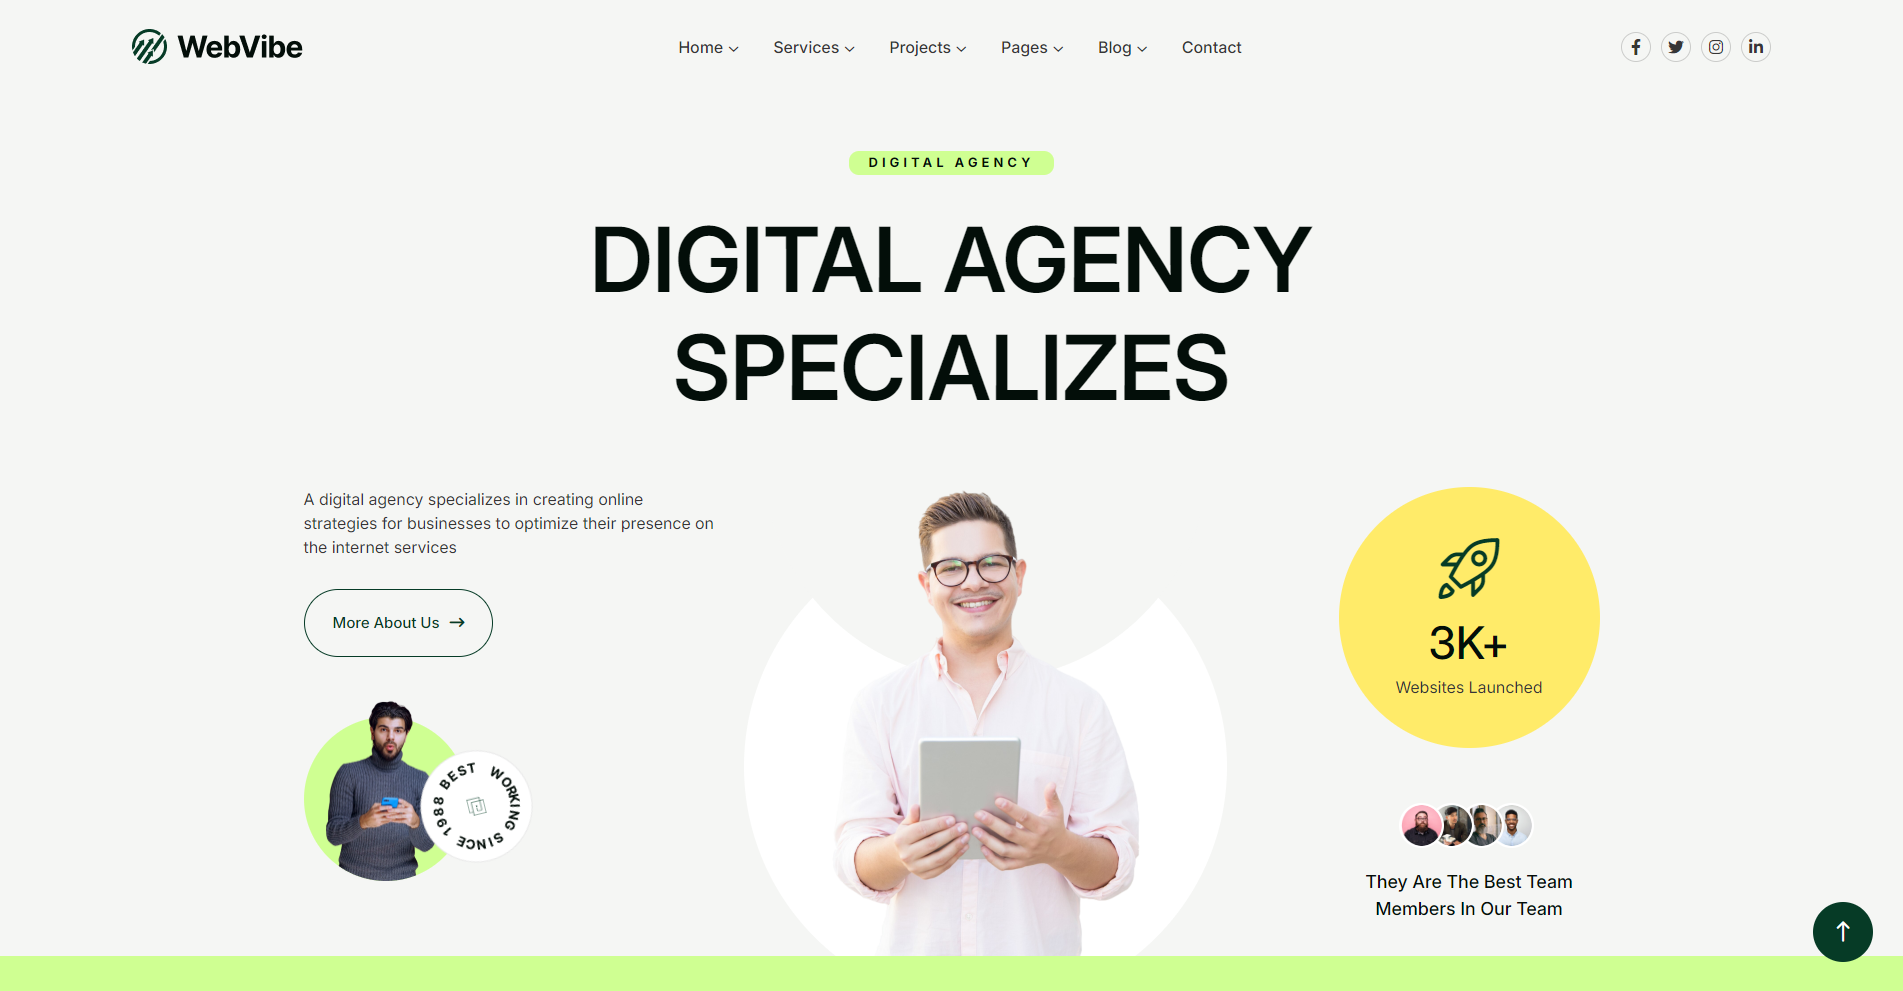 WebVibe
Home
Services
Projects
Pages
Blog
Contact
DIGITAL AGENCY
DIGITAL AGENCY
SPECIALIZES
A digital agency specializes in creating online
strategies for businesses to optimize their presence on
the internet services
More About Us
BEST WORKING SINCE 1988
3K+
Websites Launched
They Are The Best Team
Members In Our Team